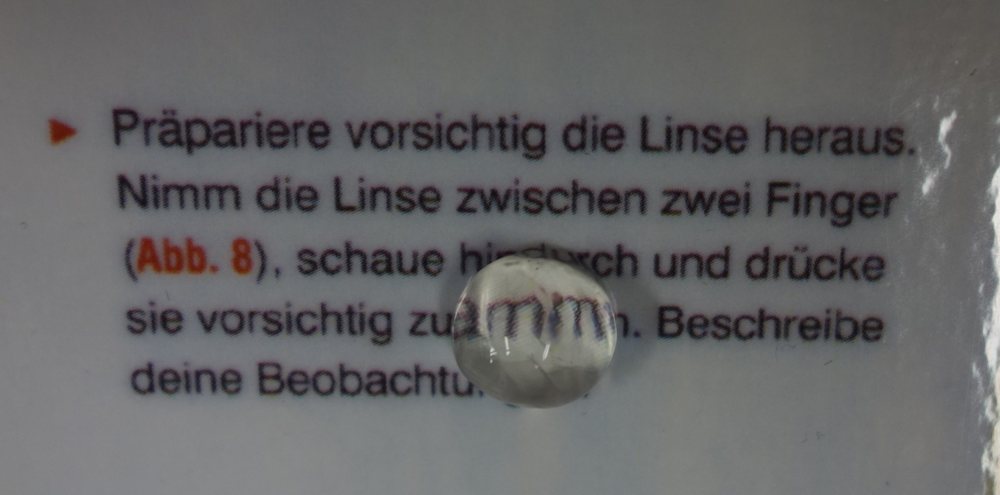 Präpariere vorsichtig die Linse heraus.
Nimm die Linse zwischen zwei Finger
(Abb. 8), schaue hindurch und drücke
sie vorsichtig Beschreibe
deine